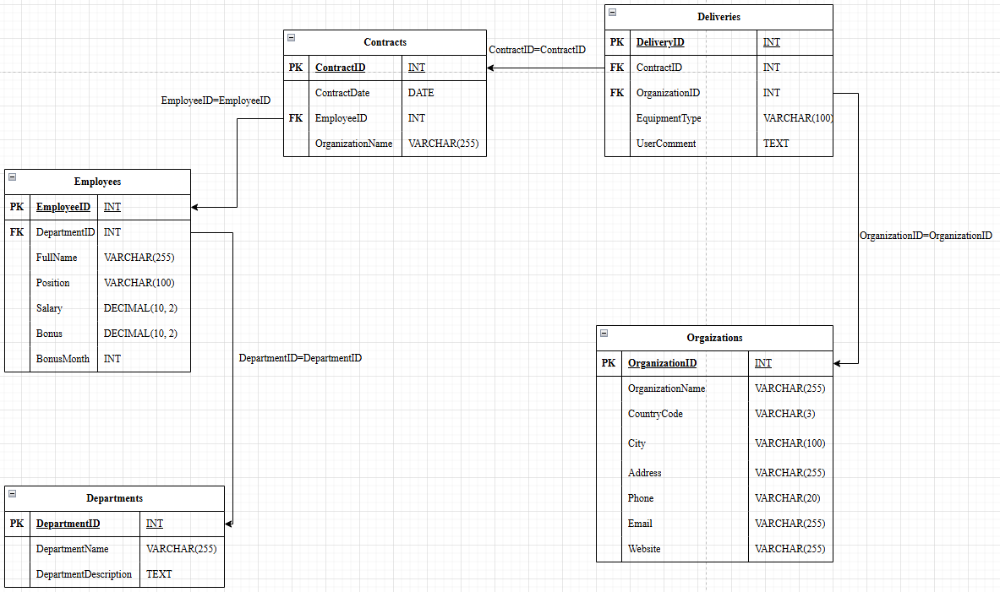 Deliveries
PK DeliveryID INT
FK ContractID INT
FK OrganizationID INT
EquipmentType VARCHAR(100)
UserComment TEXT
ContractID=ContractID
Contracts
PK ContractID INT
ContractDate DATE
FK EmployeeID INT
OrganizationName VARCHAR(255)
EmployeeID=EmployeeID
Employees
PK EmployeeID INT
FK DepartmentID INT
FullName VARCHAR(255)
Position VARCHAR(100)
Salary DECIMAL(10, 2)
Bonus DECIMAL(10, 2)
BonusMonth INT
OrganizationID=OrganizationID
DepartmentID=DepartmentID
Orgaizations
PK OrganizationID INT
OrganizationName VARCHAR(255)
CountryCode VARCHAR(3)
City VARCHAR(100)
Address VARCHAR(255)
Phone VARCHAR(20)
Email VARCHAR(255)
Website VARCHAR(255)
Departments
PK DepartmentID INT
DepartmentName VARCHAR(255)
DepartmentDescription TEXT